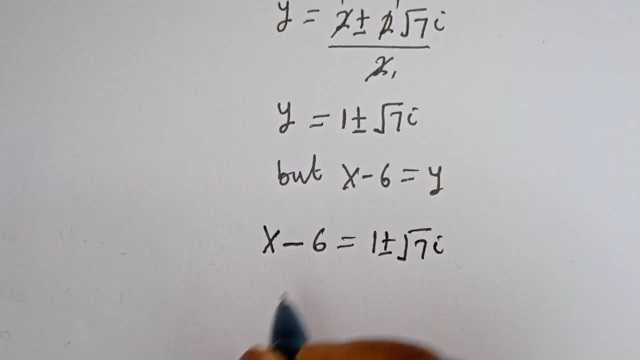 y = 2 ± 2√7i
2
y = 1 ± √7i
but x - 6 = y
x - 6 = 1 ± √7i